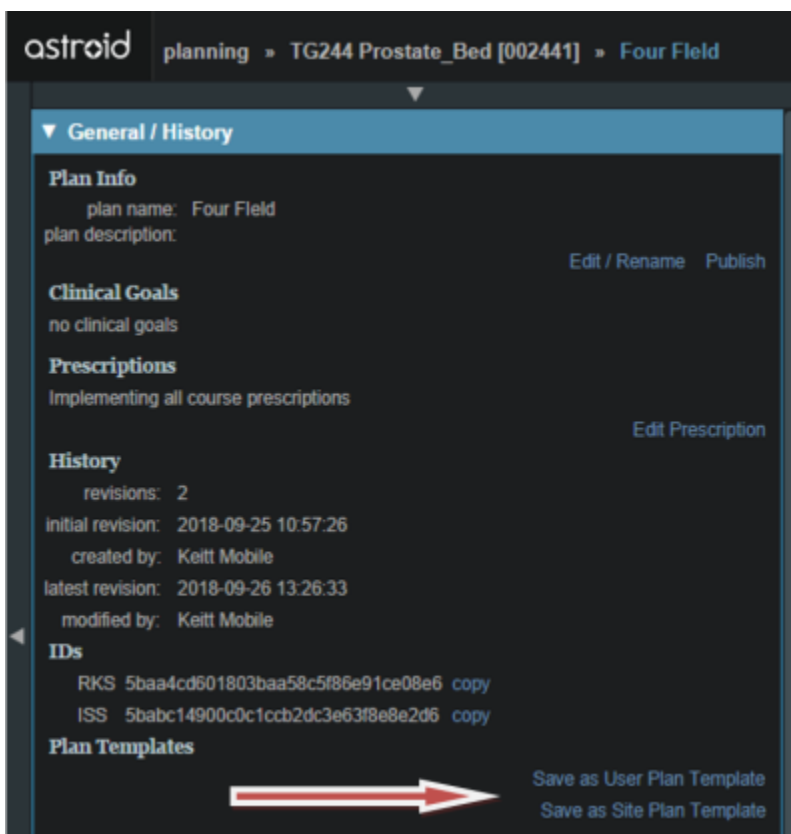 astroid planning » TG244 Prostate_Bed [002441] » Four FIeld
General / History
Plan Info
plan name: Four FIeld
plan description:
Edit / Rename Publish
Clinical Goals
no clinical goals
Prescriptions
Implementing all course prescriptions
Edit Prescription
History
revisions: 2
initial revision: 2018-09-25 10:57:26
created by: Keitt Mobile
latest revision: 2018-09-26 13:26:33
modified by: Keitt Mobile
IDs
RKS 5baa4cd601803baa58c5f86e91ce08e6 copy
ISS 5babc14900c0c1ccb2dc3e63f8e8e2d6 copy
Plan Templates
Save as User Plan Template
Save as Site Plan Template